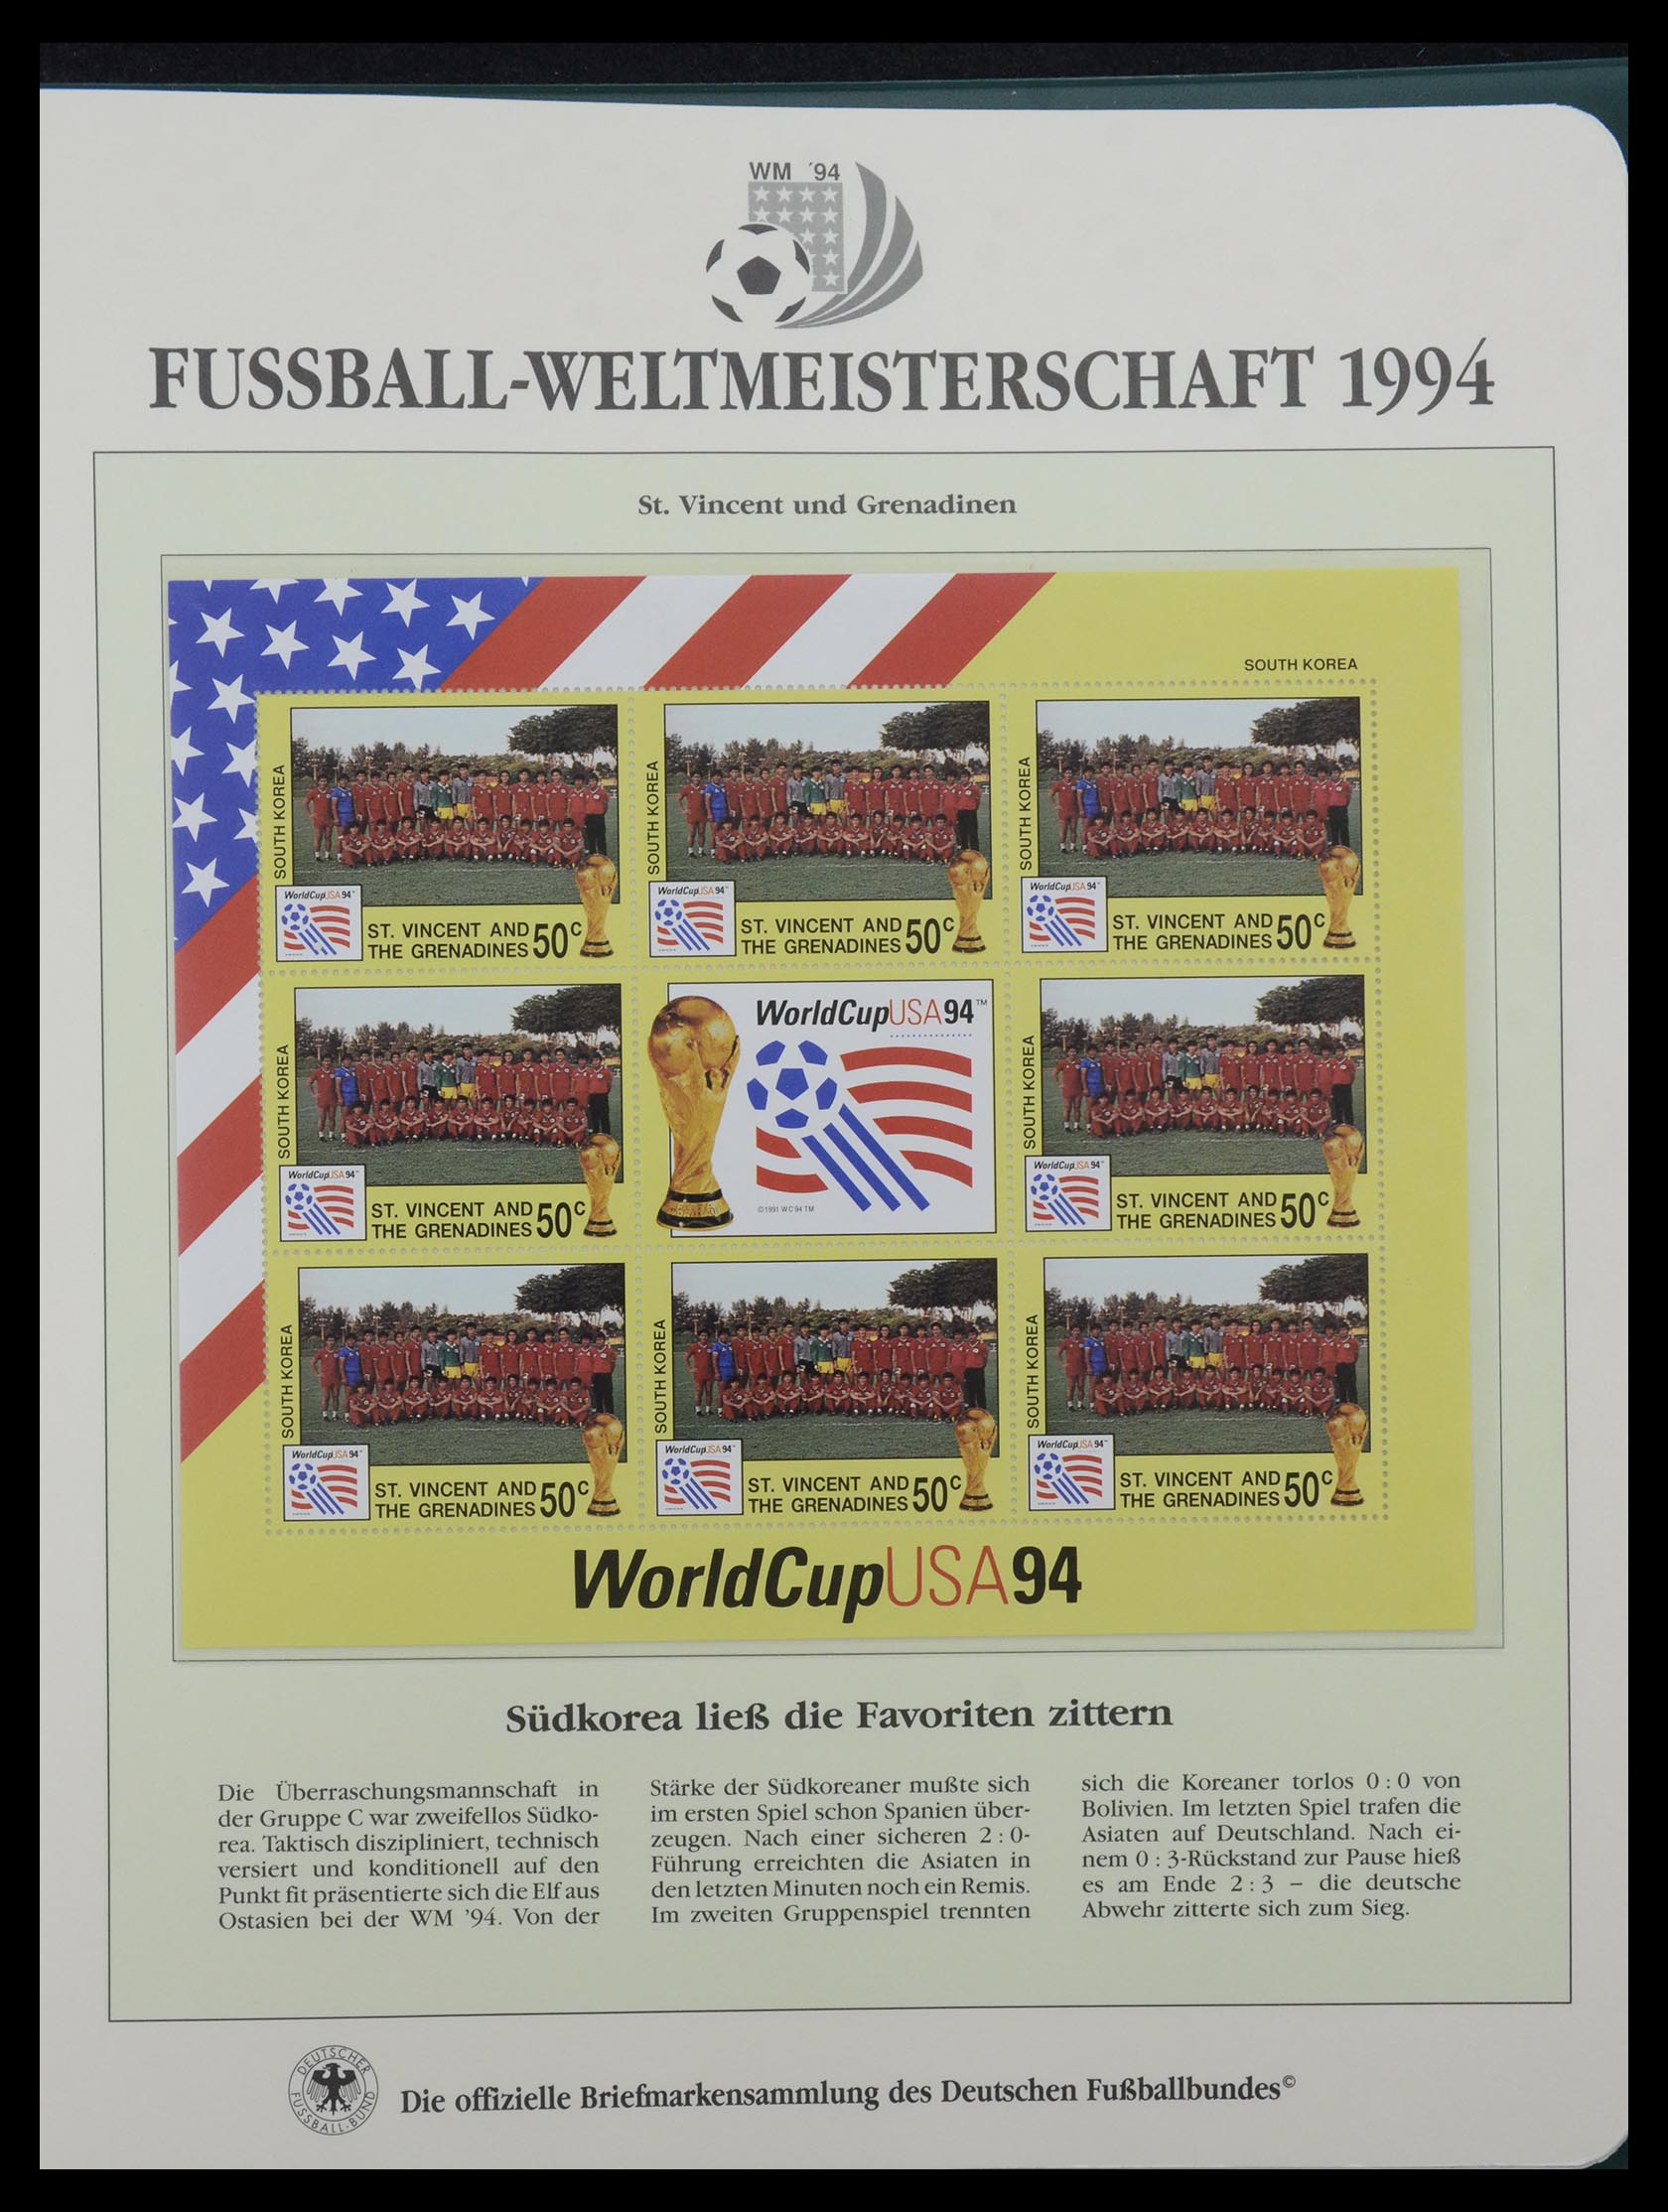 WM ´94
FUSSBALL-WELTMEISTERSCHAFT 1994
St. Vincent und Grenadinen
SOUTH KOREA
SOUTH KOREA
WorldCupUSA94™
ST. VINCENT AND
THE GRENADINES 50c
SOUTH KOREA
WorldCupUSA94™
ST. VINCENT AND
THE GRENADINES 50c
SOUTH KOREA
WorldCupUSA94™
ST. VINCENT AND
THE GRENADINES 50c
SOUTH KOREA
WorldCupUSA94™
ST. VINCENT AND
THE GRENADINES 50c
WorldCupUSA94™
©1991 WC'94 TM
SOUTH KOREA
WorldCupUSA94™
ST. VINCENT AND
THE GRENADINES 50c
SOUTH KOREA
WorldCupUSA94™
ST. VINCENT AND
THE GRENADINES 50c
SOUTH KOREA
WorldCupUSA94™
ST. VINCENT AND
THE GRENADINES 50c
SOUTH KOREA
WorldCupUSA94™
ST. VINCENT AND
THE GRENADINES 50c
WorldCupUSA94
Südkorea ließ die Favoriten zittern
Die Überraschungsmannschaft in
der Gruppe C war zweifellos Südko-
rea. Taktisch diszipliniert, technisch
versiert und konditionell auf den
Punkt fit präsentierte sich die Elf aus
Ostasien bei der WM ’94. Von der
Stärke der Südkoreaner mußte sich
im ersten Spiel schon Spanien über-
zeugen. Nach einer sicheren 2 : 0-
Führung erreichten die Asiaten in
den letzten Minuten noch ein Remis.
Im zweiten Gruppenspiel trennten
sich die Koreaner torlos 0 : 0 von
Bolivien. Im letzten Spiel trafen die
Asiaten auf Deutschland. Nach ei-
nem 0 : 3-Rückstand zur Pause hieß
es am Ende 2 : 3 – die deutsche
Abwehr zitterte sich zum Sieg.
DEUTSCHER
FUSSBALL-BUND
Die offizielle Briefmarkensammlung des Deutschen Fußballbundes©